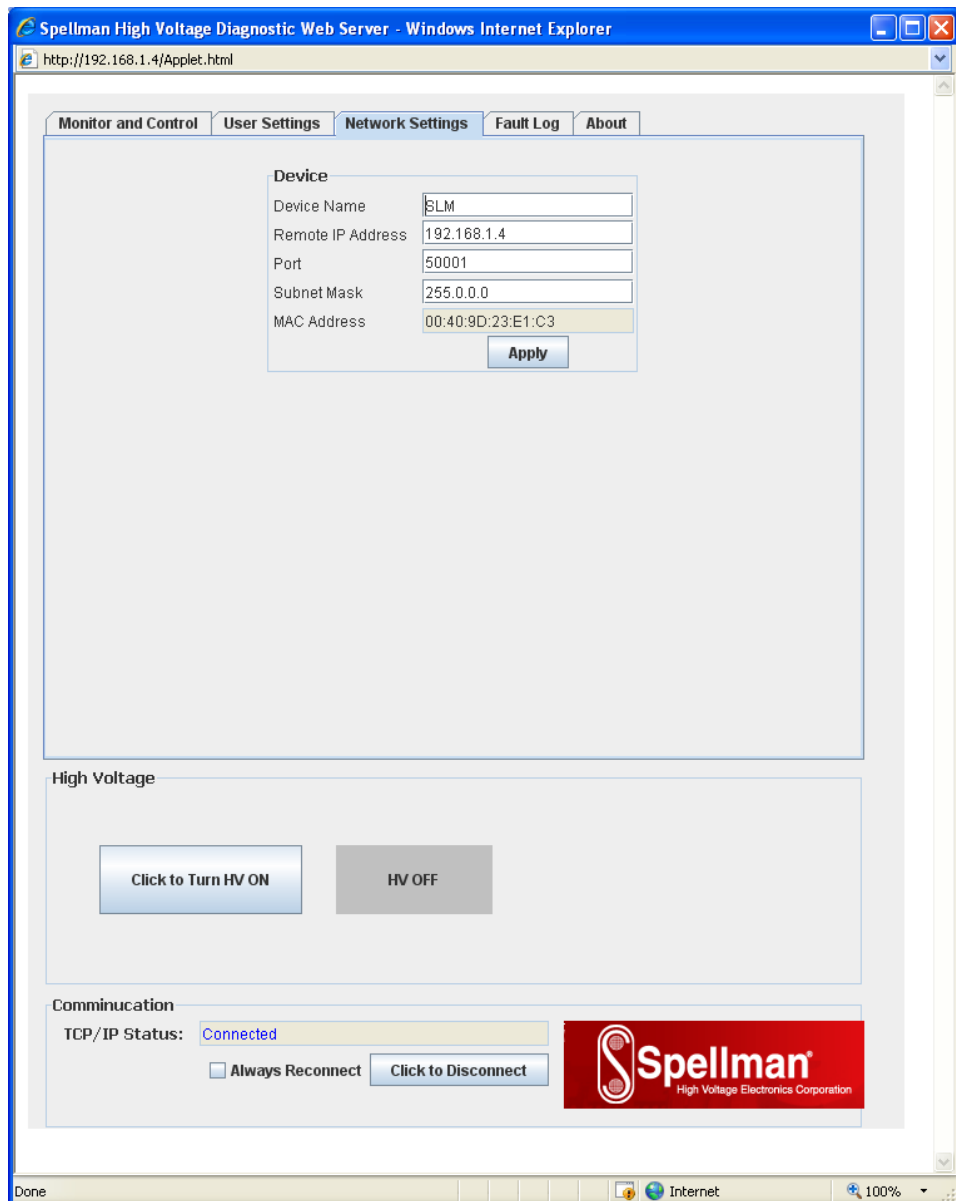 Spellman High Voltage Diagnostic Web Server - Windows Internet Explorer
http://192.168.1.4/Applet.html
Monitor and Control User Settings Network Settings Fault Log About
Device
Device Name SLM
Remote IP Address 192.168.1.4
Port 50001
Subnet Mask 255.0.0.0
MAC Address 00:40:9D:23:E1:C3
Apply
High Voltage
Click to Turn HV ON HV OFF
Comminucation
TCP/IP Status: Connected
Always Reconnect Click to Disconnect
Spellman®
High Voltage Electronics Corporation
Done Internet 100%